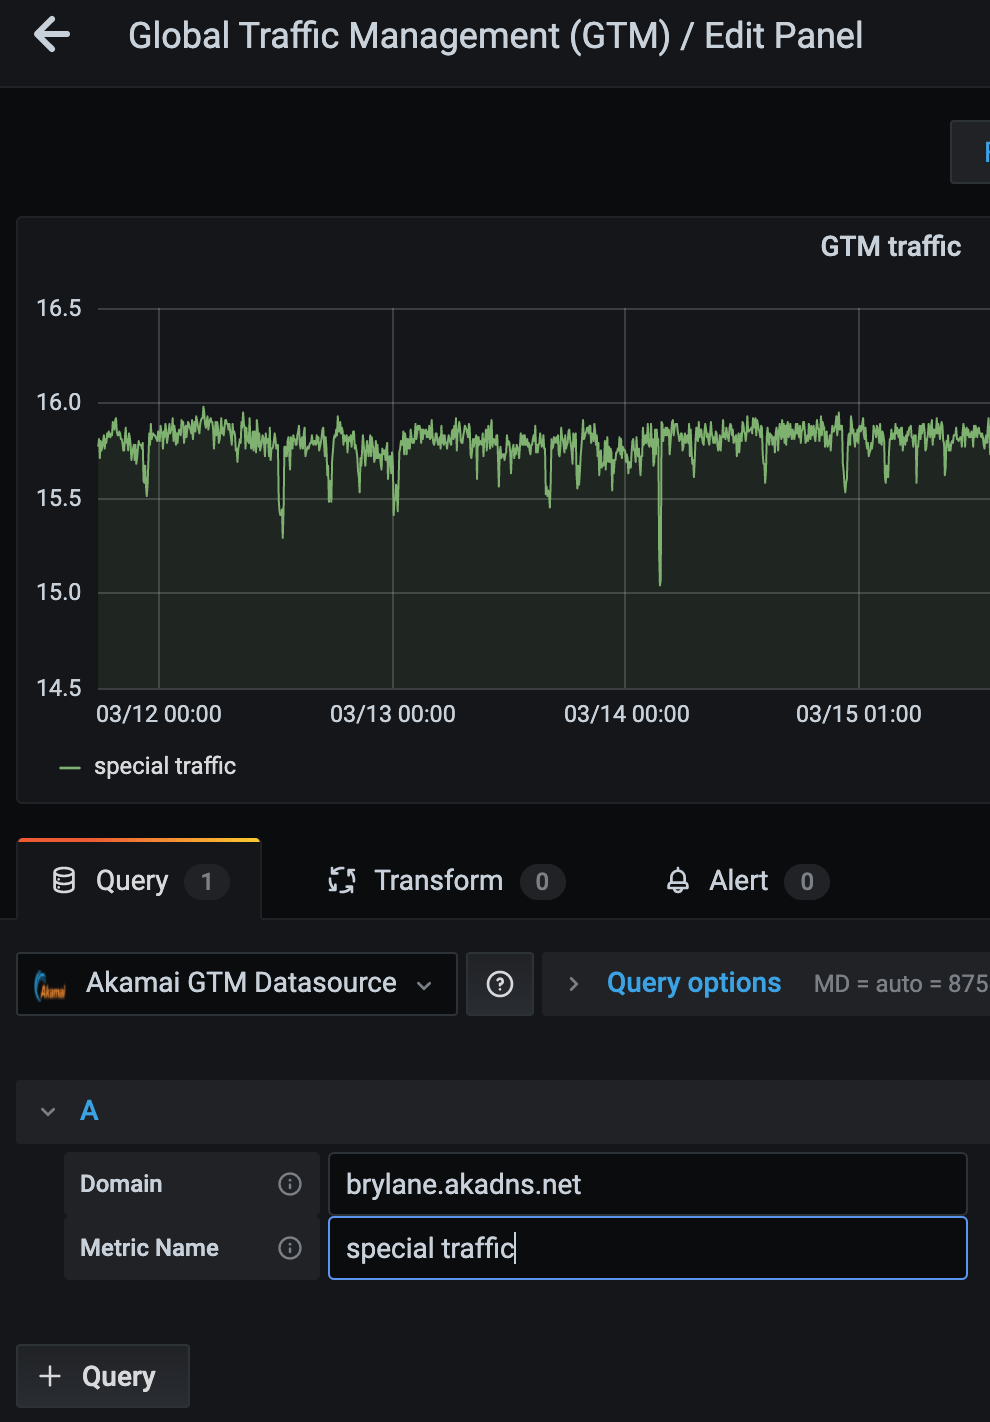 Global Traffic Management (GTM) / Edit Panel
GTM traffic
16.5
16.0
15.5
15.0
14.5
03/12 00:00 03/13 00:00 03/14 00:00 03/15 01:00
special traffic
Query 1 Transform 0 Alert 0
Akamai Akamai GTM Datasource Query options MD = auto = 875
A
Domain brylane.akadns.net
Metric Name special traffic
+ Query